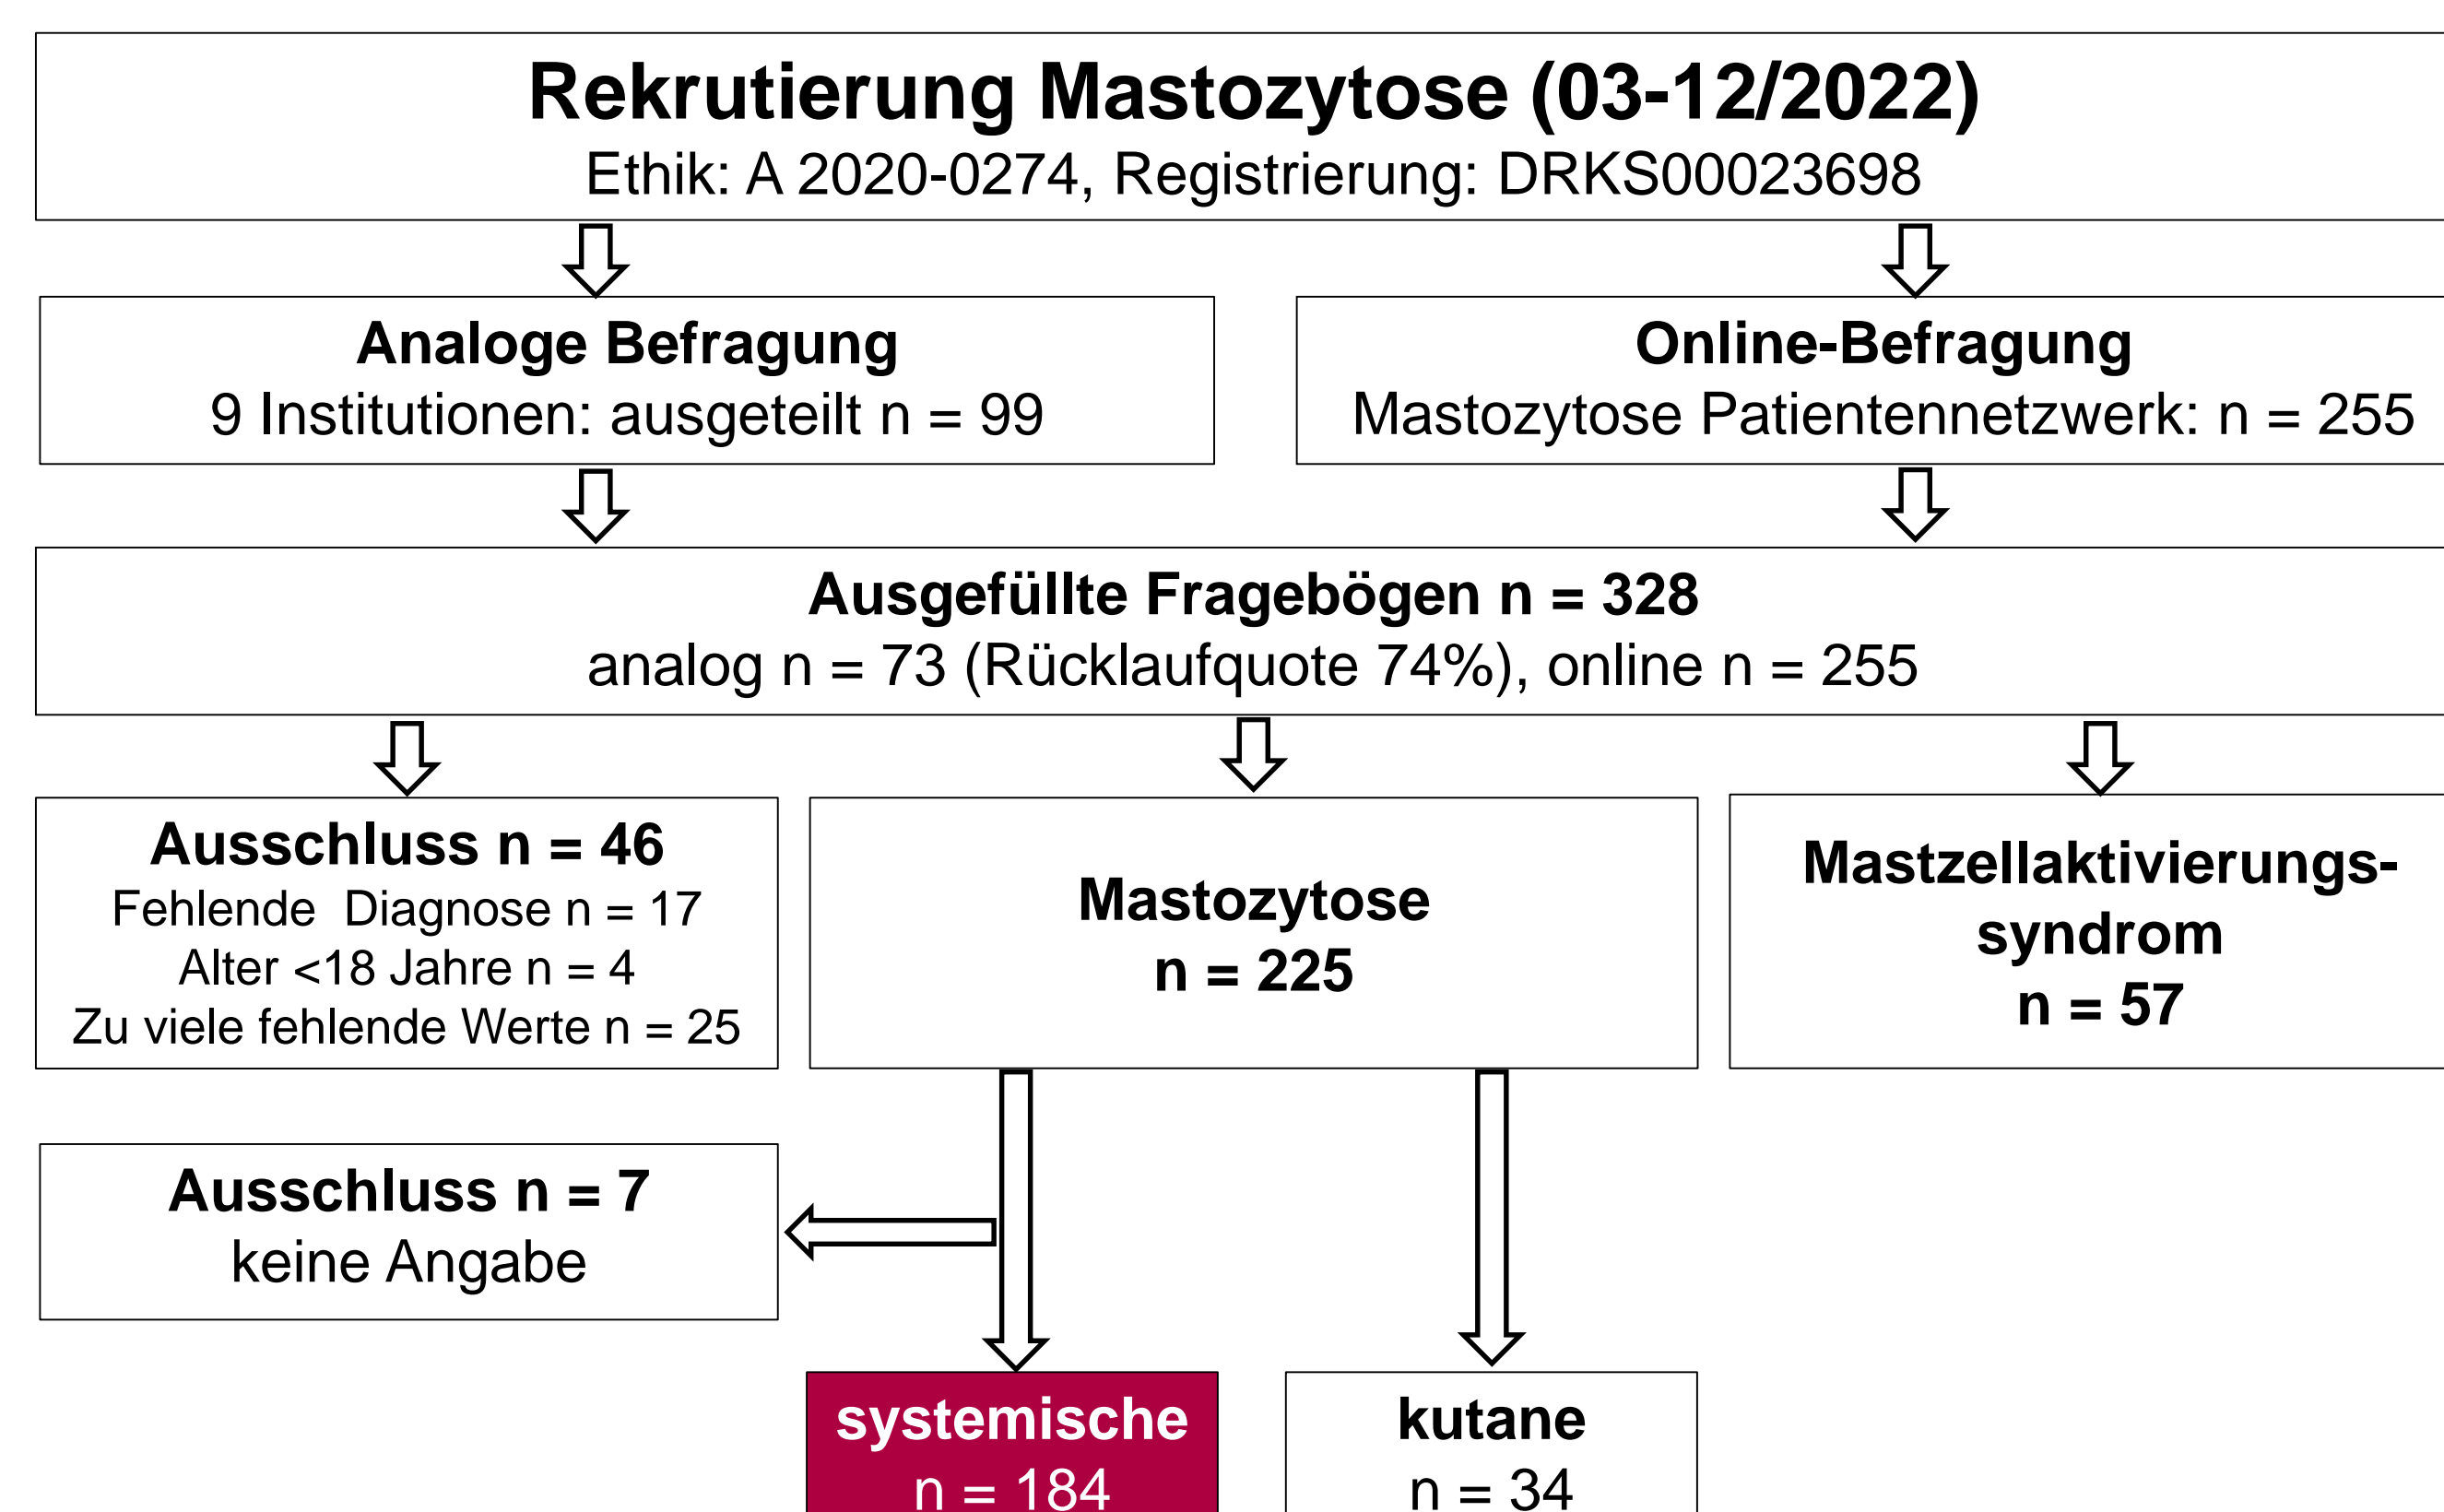 Rekrutierung Mastozytose (03-12/2022)
Ethik: A 2020-0274, Registrierung: DRKS00023698
Analoge Befragung
9 Institutionen: ausgeteilt n = 99
Online-Befragung
Mastozytose Patientennetzwerk: n = 255
Ausgefüllte Fragebögen n = 328
analog n = 73 (Rücklaufquote 74%), online n = 255
Ausschluss n = 46
Fehlende Diagnose n = 17
Alter <18 Jahre n = 4
Zu viele fehlende Werte n = 25
Mastozytose
n = 225
Mastzellaktivierungs-
syndrom
n = 57
Ausschluss n = 7
keine Angabe
systemische
n = 184
kutane
n = 34